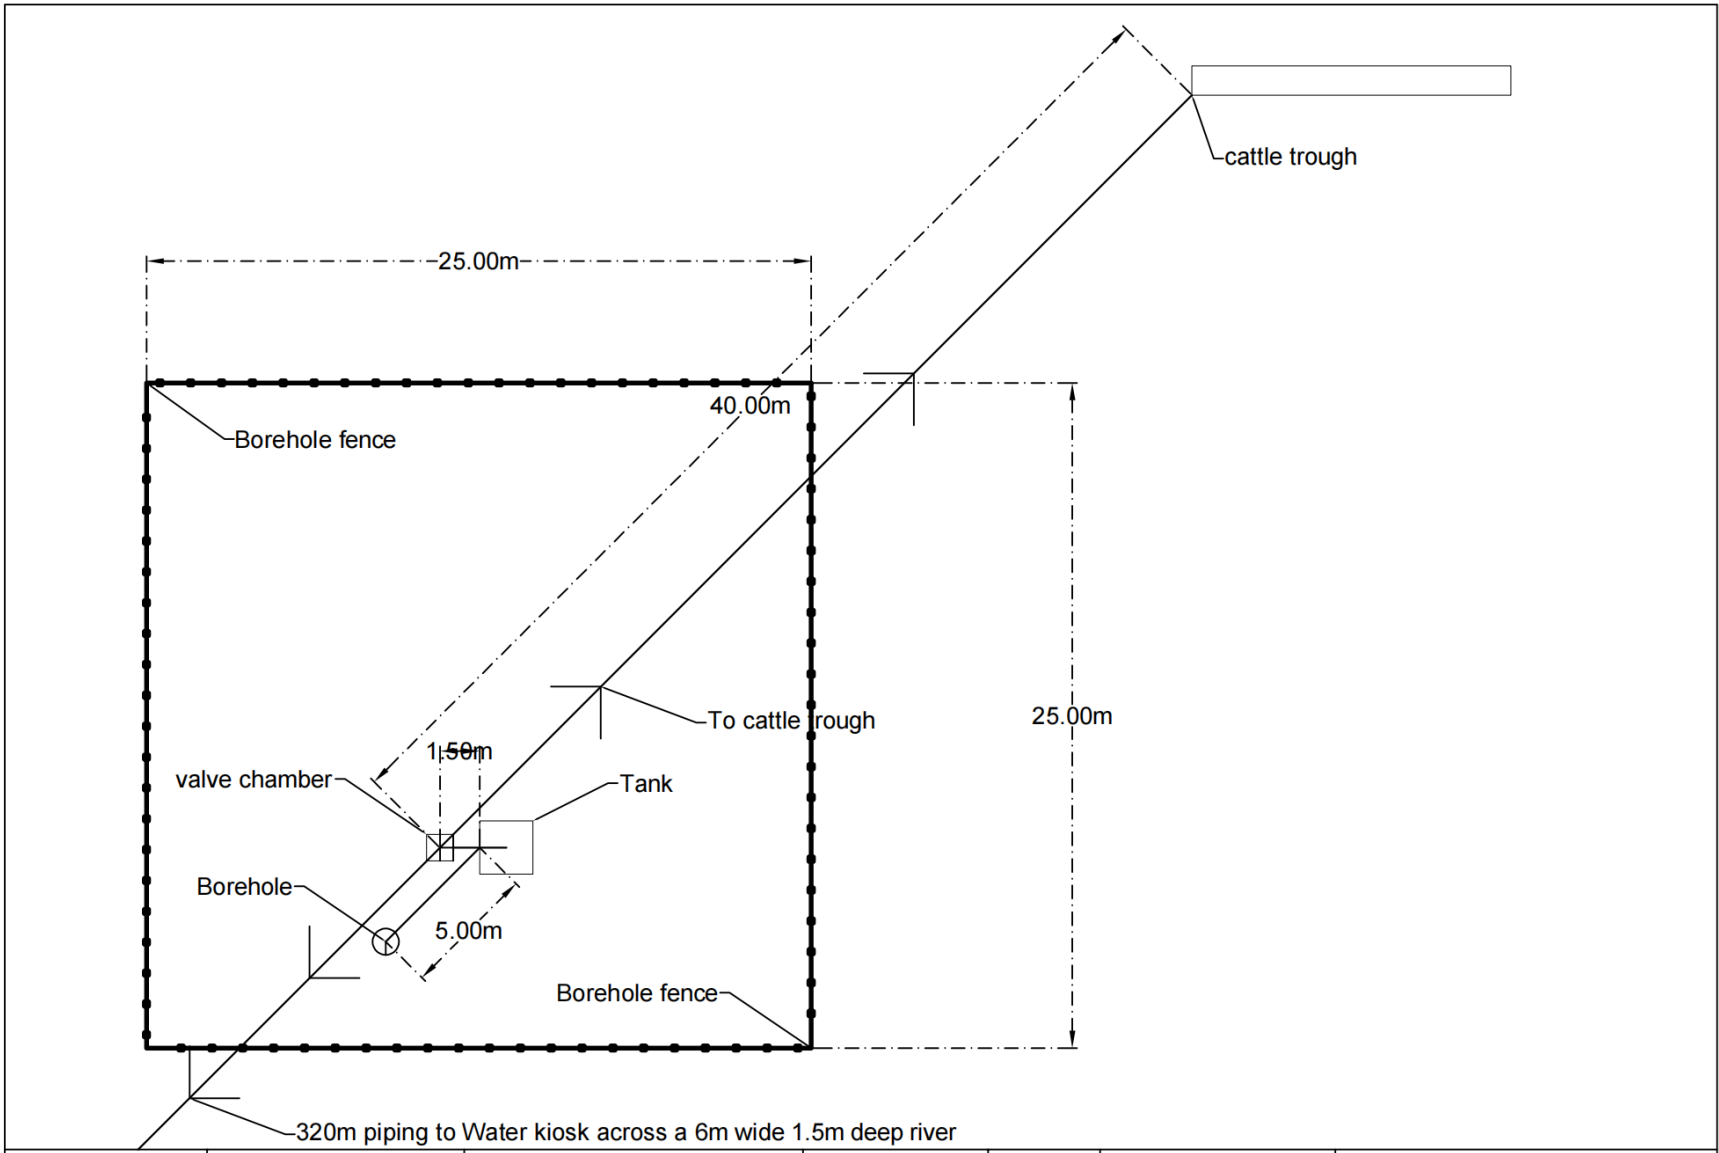 cattle trough
25.00m
40.00m
Borehole fence
25.00m
To cattle trough
1.50m
valve chamber
Tank
Borehole
5.00m
Borehole fence
320m piping to Water kiosk across a 6m wide 1.5m deep river